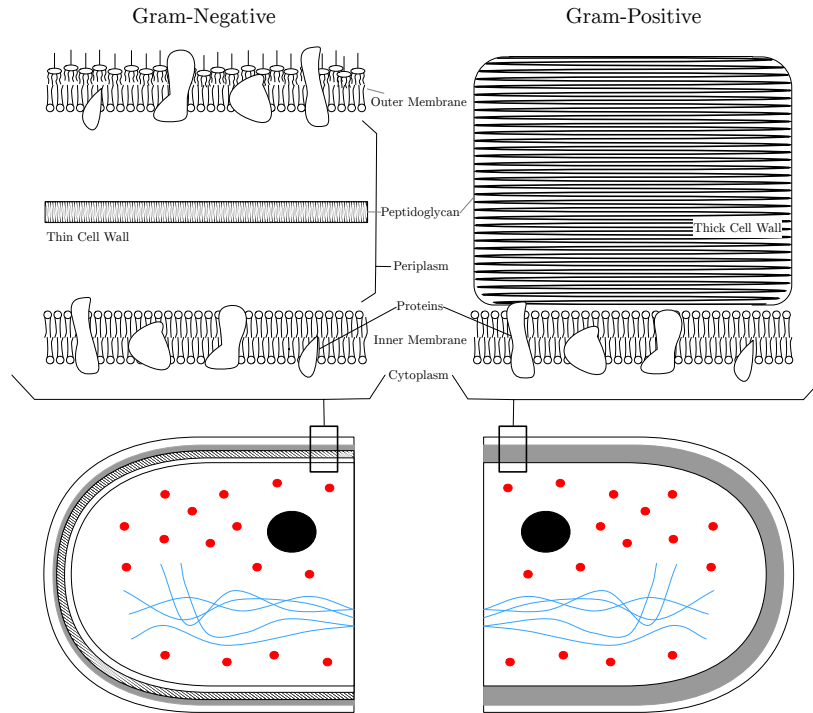 Gram-Negative
Gram-Positive
Outer Membrane
Peptidoglycan
Thick Cell Wall
Thin Cell Wall
Periplasm
Proteins
Inner Membrane
Cytoplasm